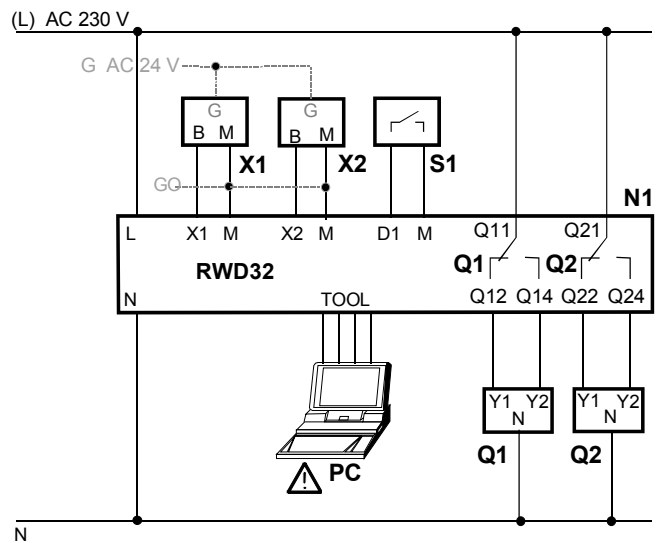 (L) AC 230 V
G AC 24 V
G
G
B M
B M
X1
X2
S1
GO
N1
L
X1 M
X2 M
D1 M
Q11
Q21
RWD32
Q1
Q2
N
TOOL
Q12 Q14 Q22 Q24
Y1 Y2
N
Y1 Y2
N
Q1
Q2
PC
N